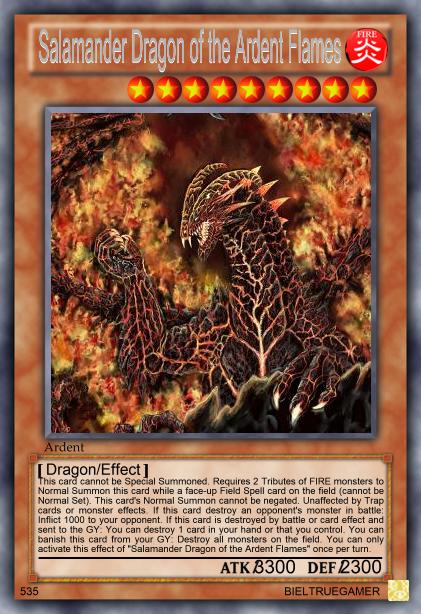 Salamander Dragon of the Ardent Flames
FIRE
炎
Ardent
[ Dragon/Effect ]
This card cannot be Special Summoned. Requires 2 Tributes of FIRE monsters to
Normal Summon this card while a face-up Field Spell card on the field (cannot be
Normal Set). This card's Normal Summon cannot be negated. Unaffected by Trap
cards or monster effects. If this card destroy an opponent's monster in battle:
Inflict 1000 to your opponent. If this card is destroyed by battle or card effect and
sent to the GY: You can destroy 1 card in your hand or that you control. You can
banish this card from your GY: Destroy all monsters on the field. You can only
activate this effect of "Salamander Dragon of the Ardent Flames" once per turn.
ATK 3300 DEF 2300
535 BIELTRUEGAMER